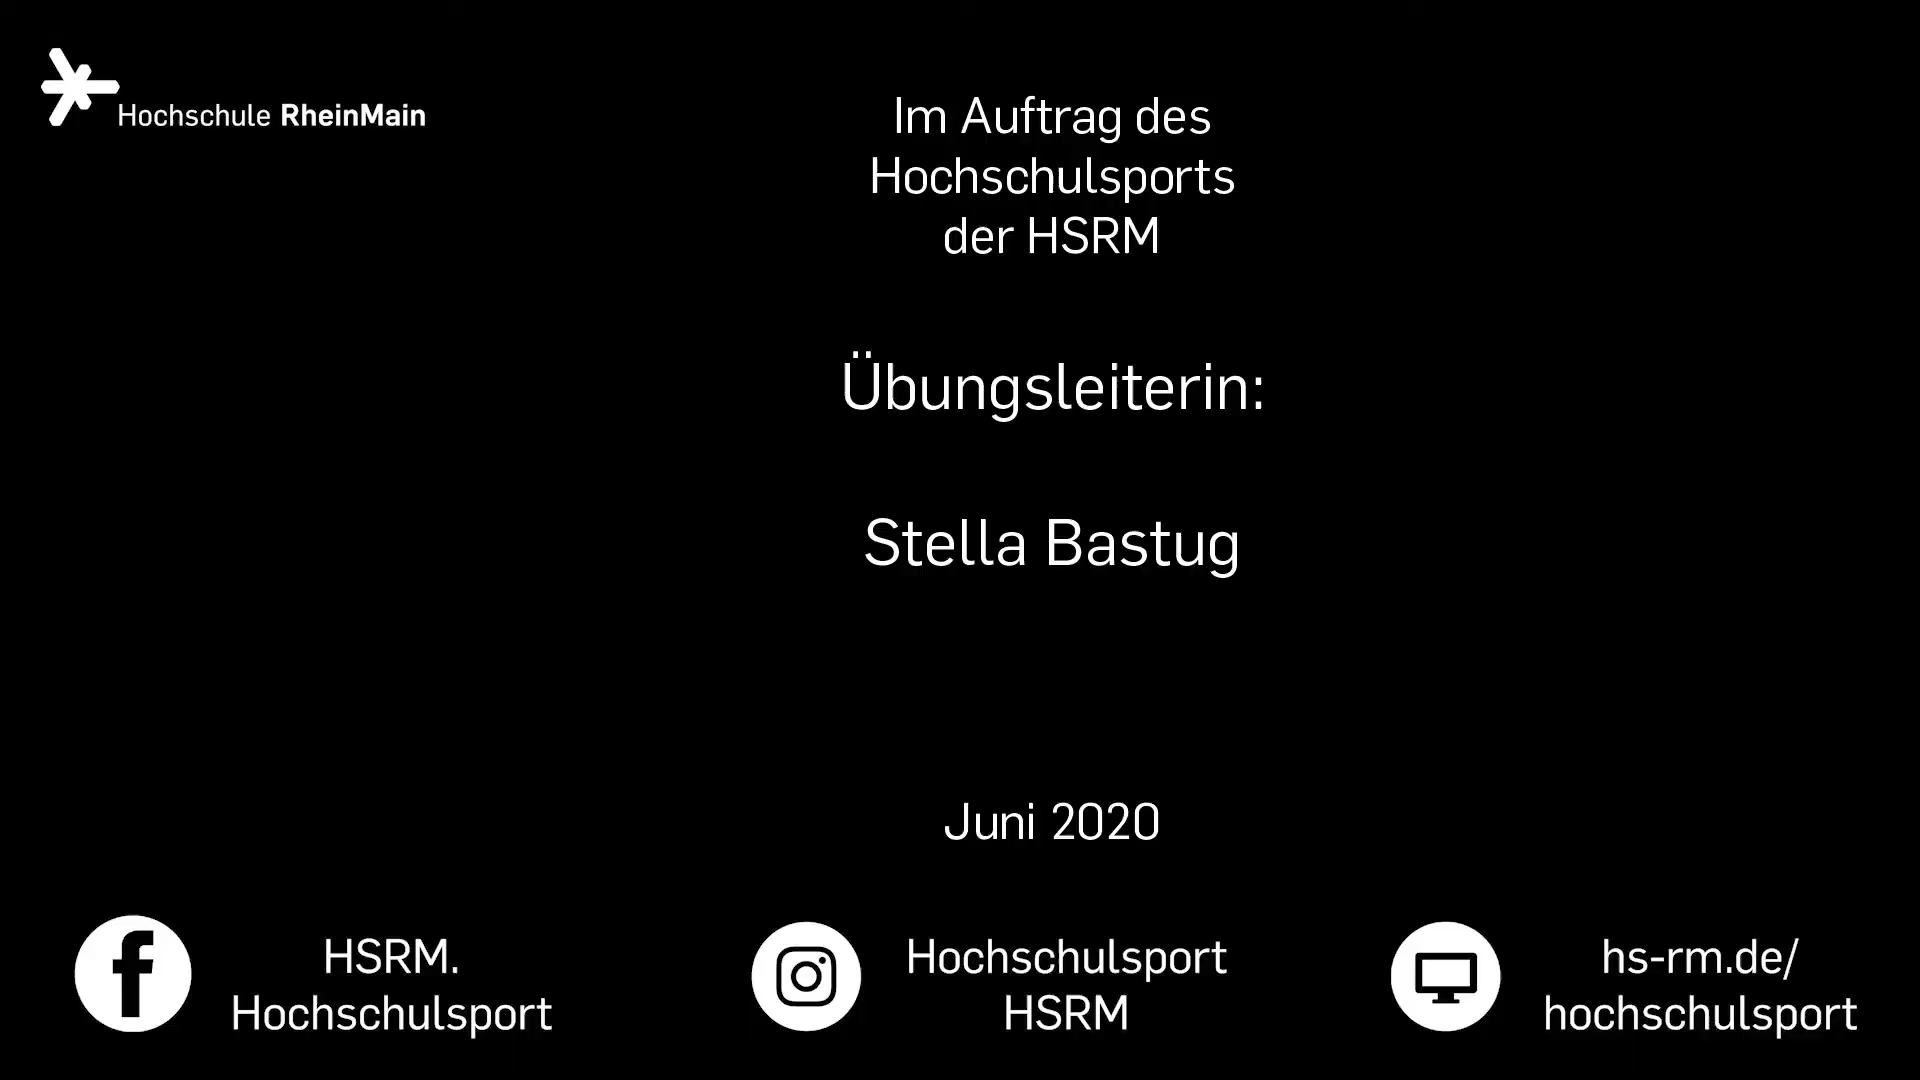 Hochschule RheinMain
Im Auftrag des
Hochschulsports
der HSRM
Übungsleiterin:
Stella Bastug
Juni 2020
HSRM.
Hochschulsport
Hochschulsport
HSRM
hs-rm.de/
hochschulsport